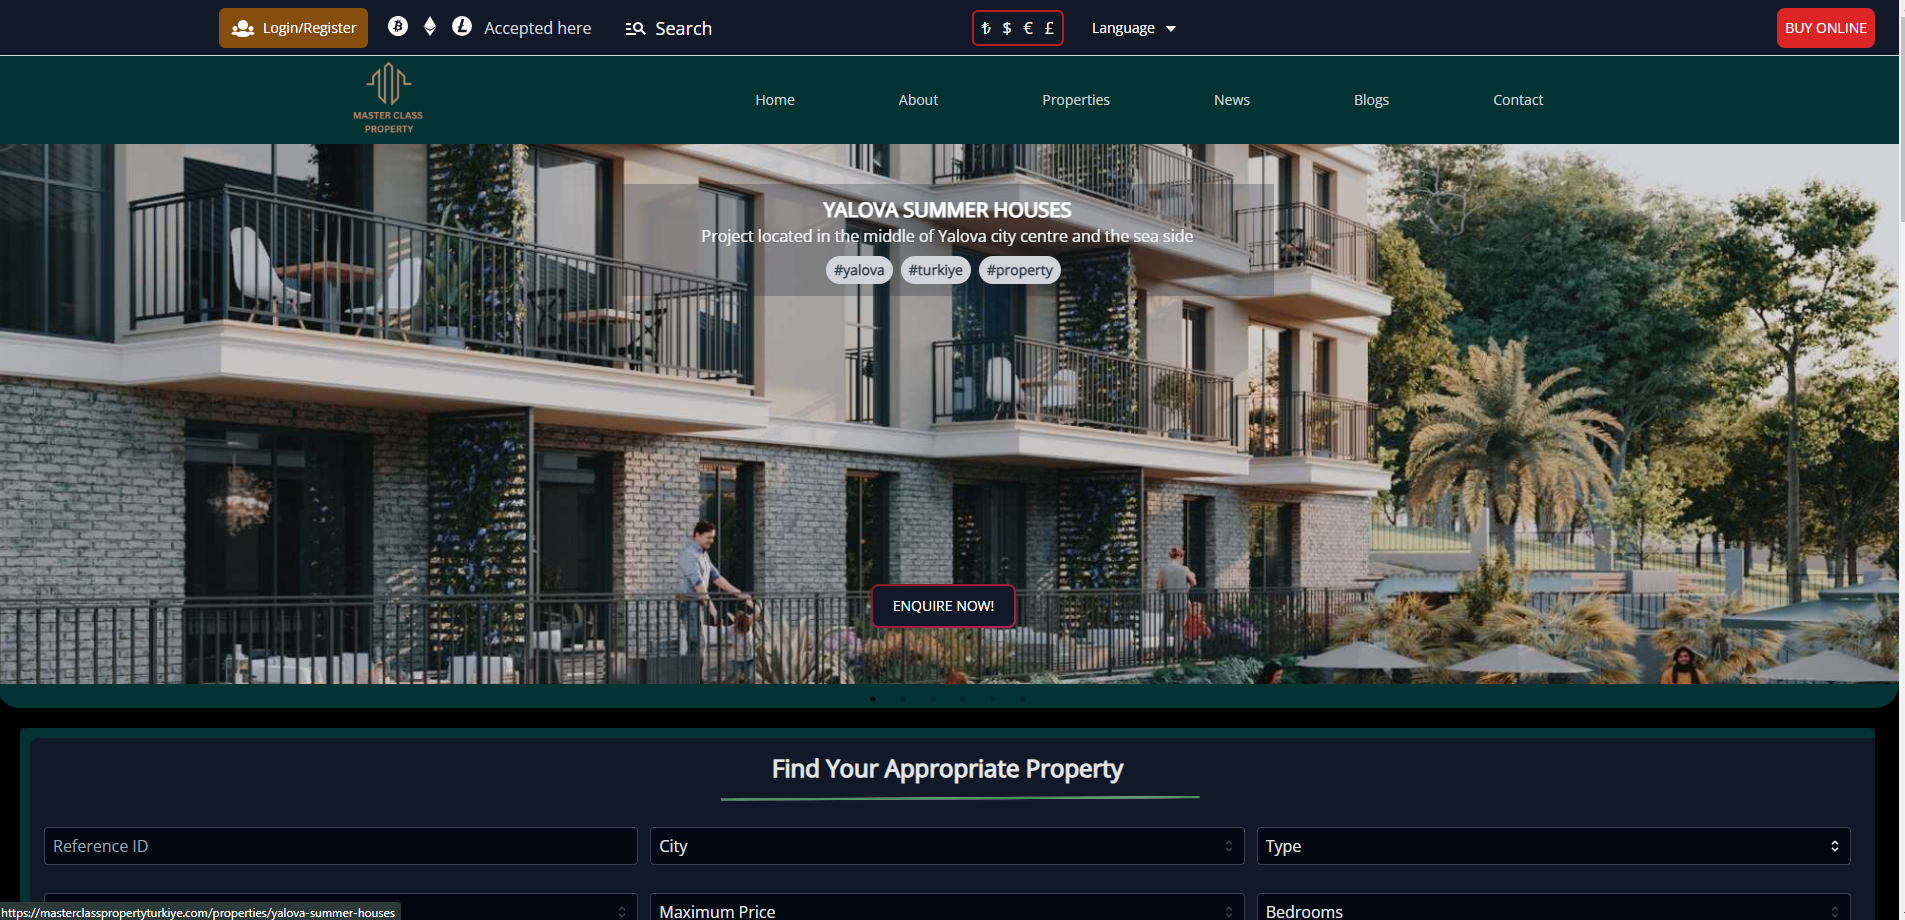 Login/Register
Accepted here
Search
₺ $ € £
Language
BUY ONLINE
MASTER CLASS
PROPERTY
Home
About
Properties
News
Blogs
Contact
YALOVA SUMMER HOUSES
Project located in the middle of Yalova city centre and the sea side
#yalova #turkiye #property
ENQUIRE NOW!
Find Your Appropriate Property
Reference ID
City
Type
Maximum Price
Bedrooms
https://masterclasspropertyturkiye.com/properties/yalova-summer-houses